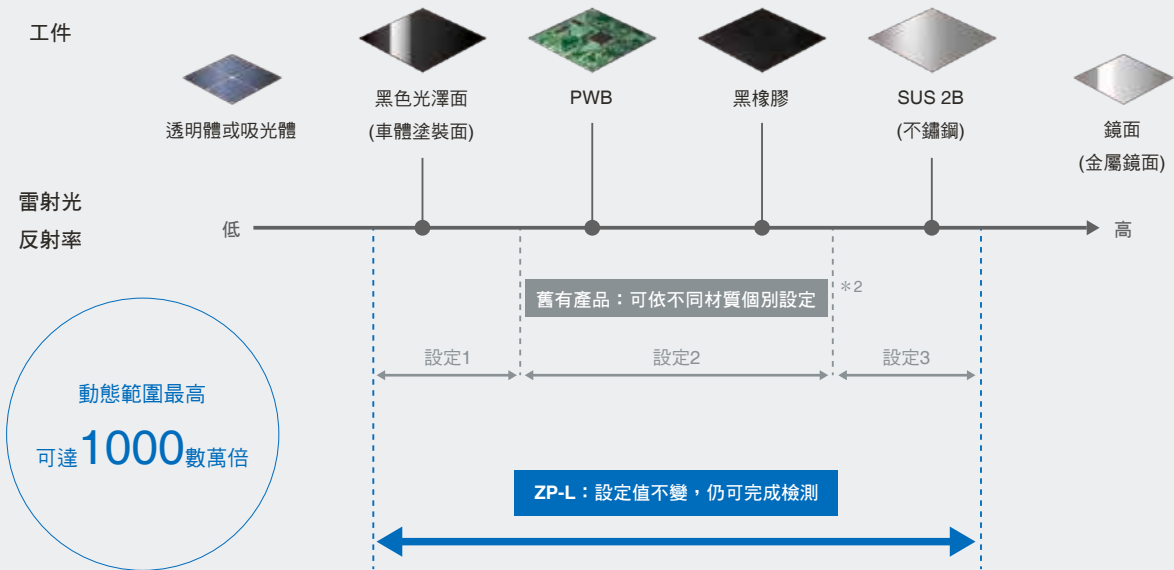 工件
透明體或吸光體
黑色光澤面
(車體塗裝面)
PWB
黑橡膠
SUS 2B
(不鏽鋼)
鏡面
(金屬鏡面)
雷射光
反射率
低
高
舊有產品：可依不同材質個別設定
*2
設定1
設定2
設定3
動態範圍最高
可達1000數萬倍
ZP-L：設定值不變，仍可完成檢測